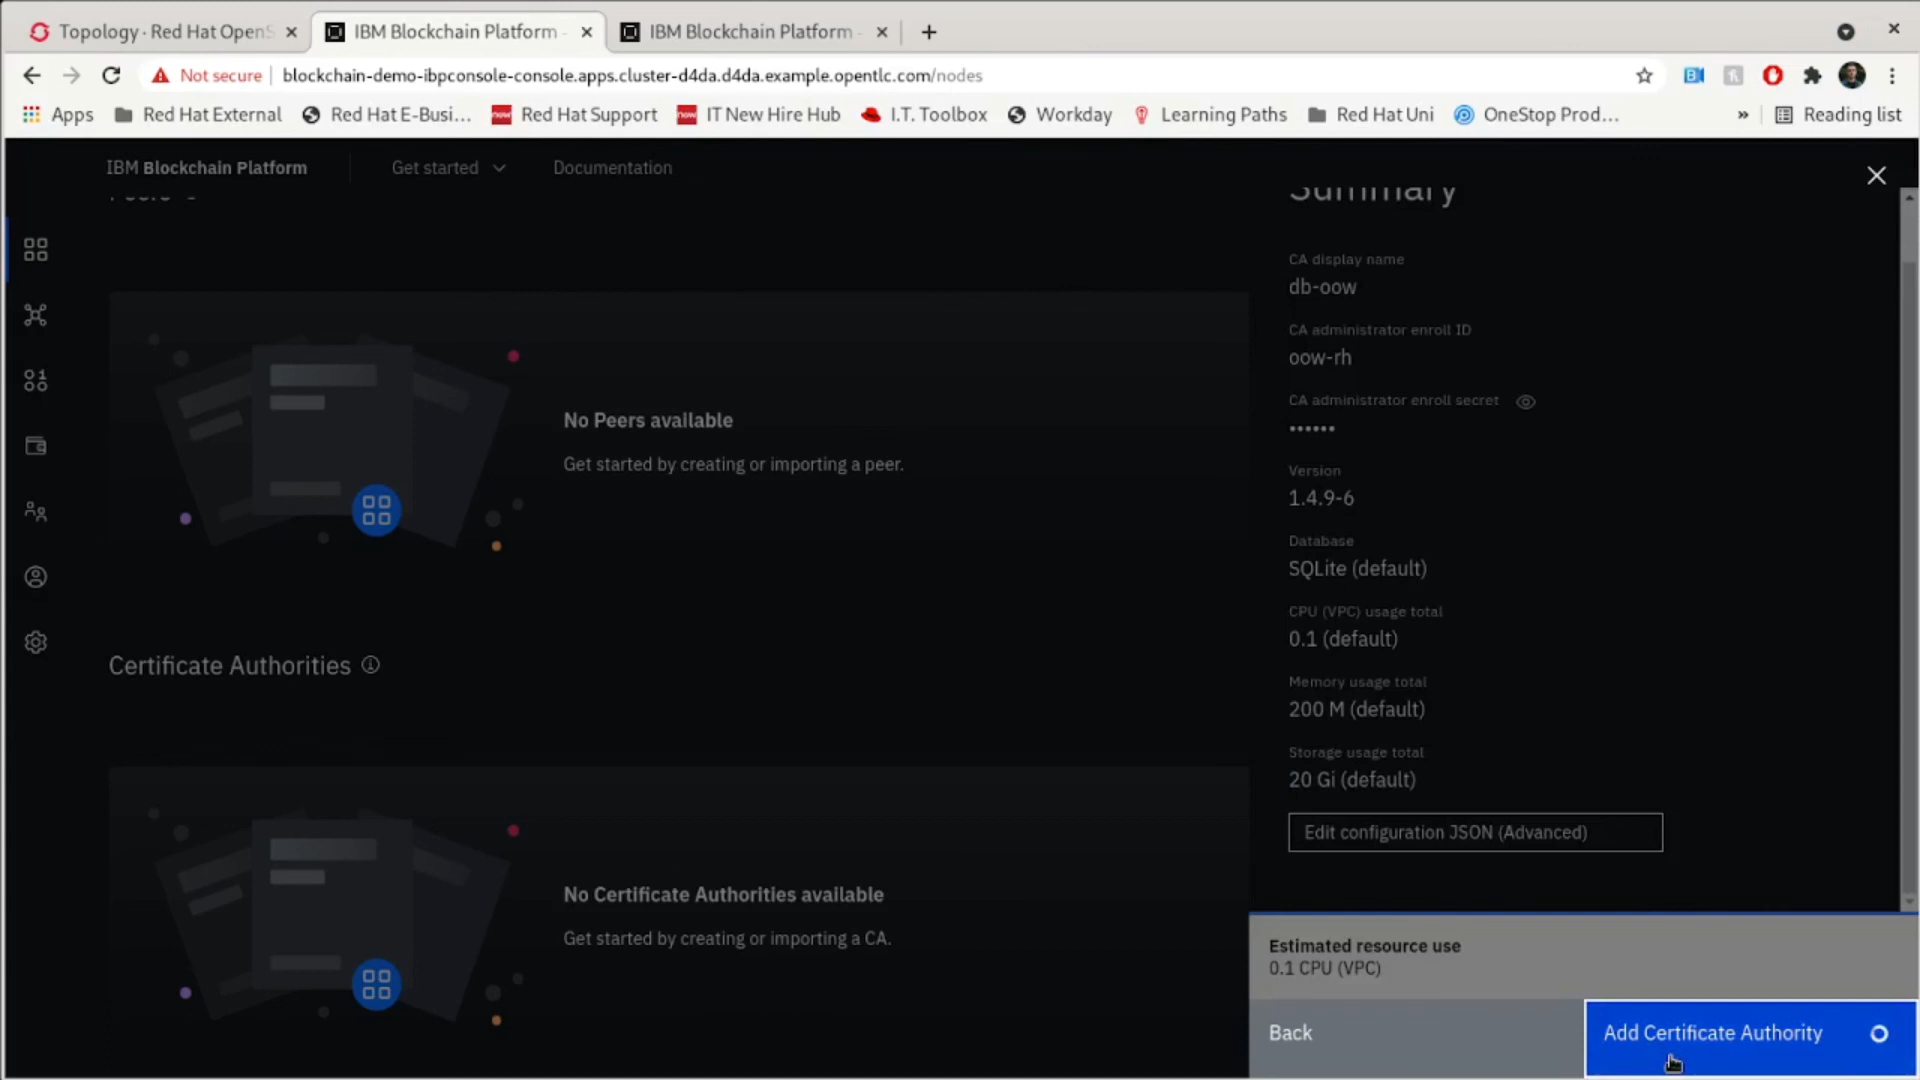 Topology · Red Hat OpenS
IBM Blockchain Platform -
IBM Blockchain Platform -
Not secure
blockchain-demo-ibpconsole-console.apps.cluster-d4da.d4da.example.opentlc.com/nodes
Apps
Red Hat External
Red Hat E-Busi...
Red Hat Support
IT New Hire Hub
I.T. Toolbox
Workday
Learning Paths
Red Hat Uni
OneStop Prod...
»
Reading list
IBM Blockchain Platform
Get started
Documentation
Summary
CA display name
db-oow
CA administrator enroll ID
oow-rh
CA administrator enroll secret
••••••
Version
1.4.9-6
Database
SQLite (default)
CPU (VPC) usage total
0.1 (default)
Memory usage total
200 M (default)
Storage usage total
20 Gi (default)
Edit configuration JSON (Advanced)
No Peers available
Get started by creating or importing a peer.
Certificate Authorities
No Certificate Authorities available
Get started by creating or importing a CA.
Estimated resource use
0.1 CPU (VPC)
Back
Add Certificate Authority